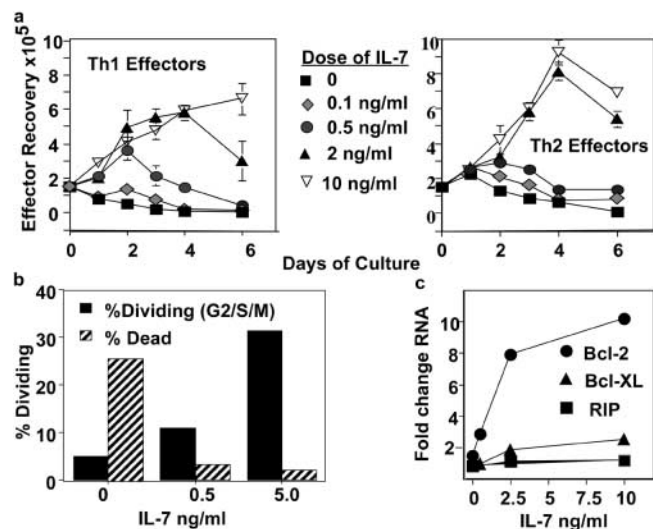 a
Effector Recovery x10⁵
10
8
6
4
2
0
Th1 Effectors
0 2 4 6
Dose of IL-7
0
0.1 ng/ml
0.5 ng/ml
2 ng/ml
10 ng/ml
10
8
6
4
2
0
Th2 Effectors
0 2 4 6
Days of Culture
b
% Dividing
40
30
20
10
0
%Dividing (G2/S/M)
% Dead
0 0.5 5.0
IL-7 ng/ml
c
Fold change RNA
10
8
6
4
2
Bcl-2
Bcl-XL
RIP
0 2.5 5 7.5 10
IL-7 ng/ml